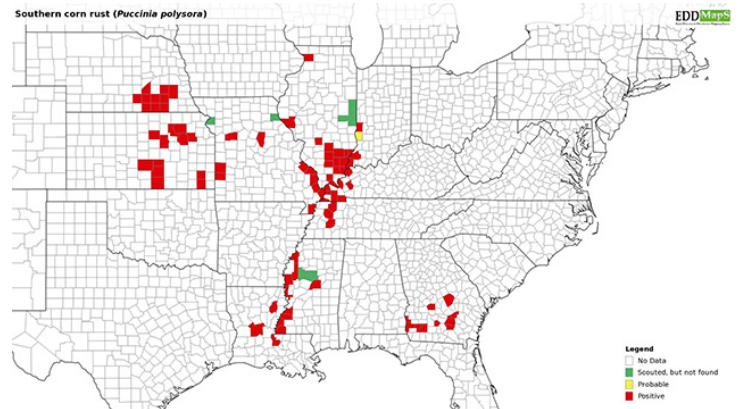 Southern corn rust (Puccinia polysora)
EDDMapS
Legend
No Data
Scouted, but not found
Probable
Positive